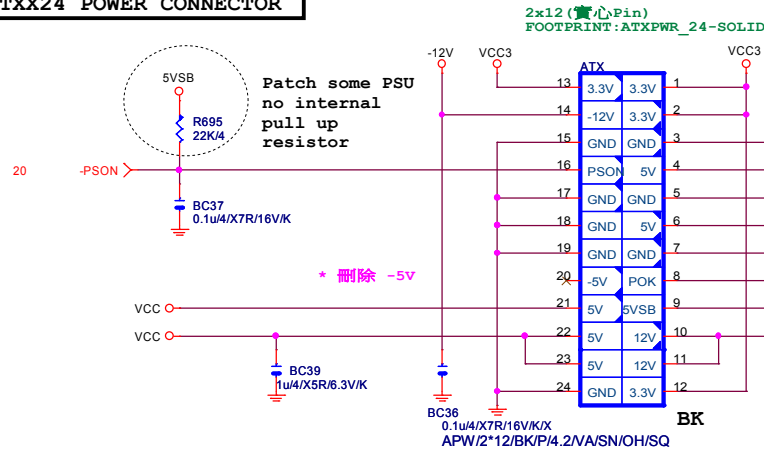 ATXX24 POWER CONNECTOR
2x12(實心Pin)
FOOTPRINT:ATXPWR_24-SOLID
-12V
VCC3
VCC3
5VSB
R695
22K/4
Patch some PSU
no internal
pull up
resistor
20
-PSON
BC37
0.1u/4/X7R/16V/K
* 刪除 -5V
VCC
VCC
BC39
1u/4/X5R/6.3V/K
BC36
0.1u/4/X7R/16V/K/X
APW/2*12/BK/P/4.2/VA/SN/OH/SQ
BK
ATX
13 3.3V 3.3V 1
14 -12V 3.3V 2
15 GND GND 3
16 PSON 5V 4
17 GND GND 5
18 GND 5V 6
19 GND GND 7
20 -5V POK 8
21 5V 5VSB 9
22 5V 12V 10
23 5V 12V 11
24 GND 3.3V 12